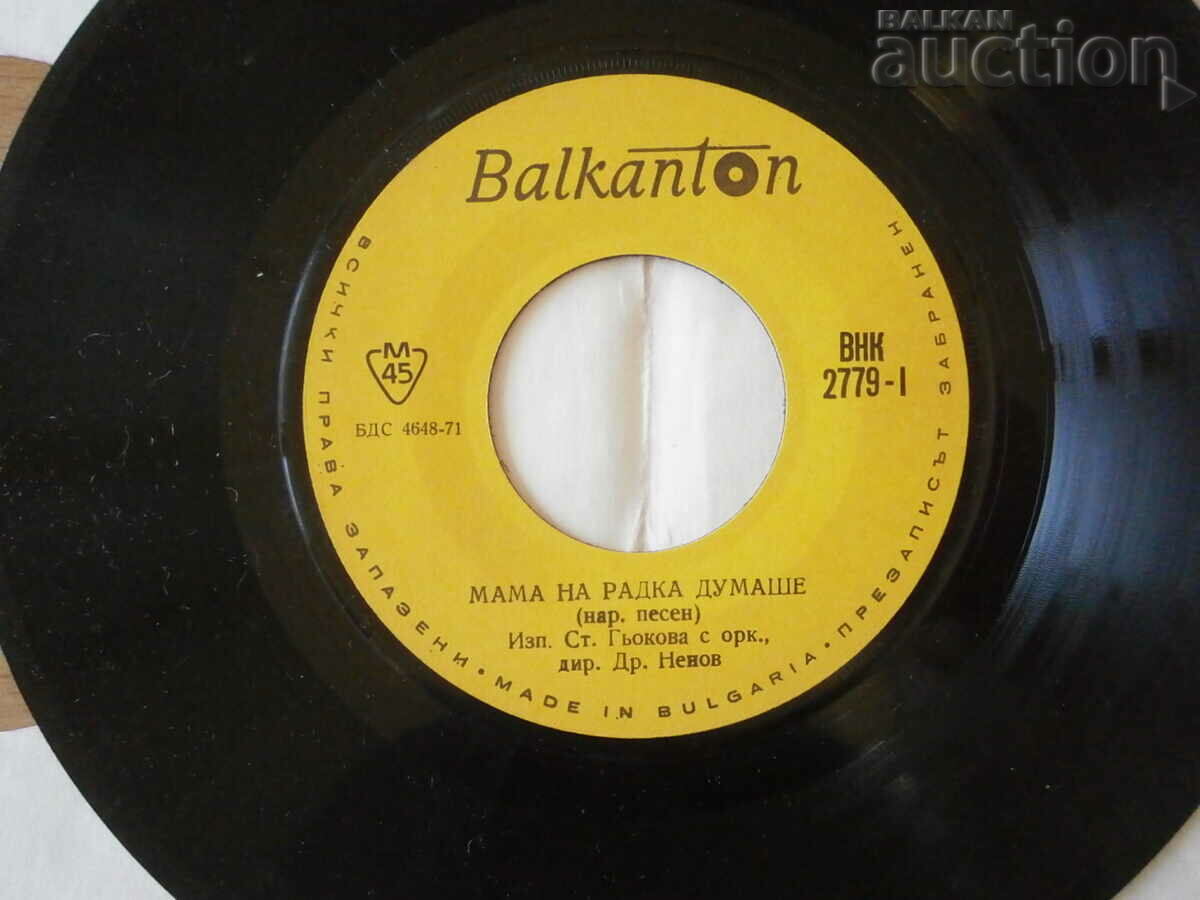 BALKAN
auction
Balkanton
ВСИЧКИ ПРАВА ЗАПАЗЕНИ • MADE IN BULGARIA • ПРЕЗАПИСЪТ ЗАБРАНЕН
М
45
БДС 4648-71
ВНК
2779-I
МАМА НА РАДКА ДУМАШЕ
(нар. песен)
Изп. Ст. Гьокова с орк.,
дир. Др. Ненов